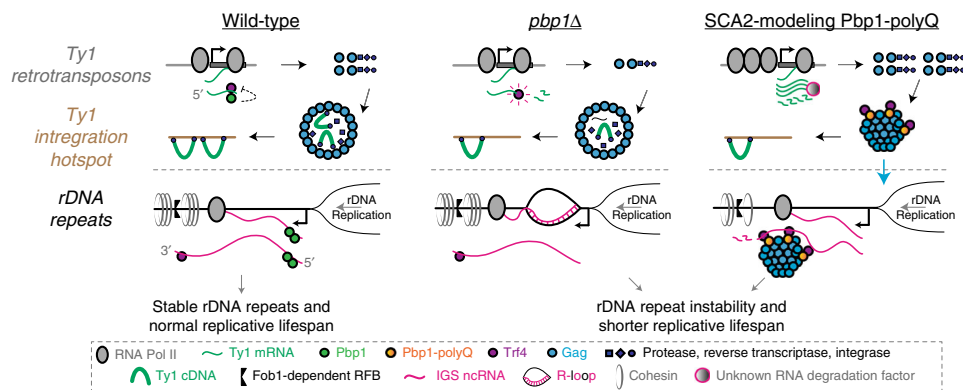 Wild-type
pbp1Δ
SCA2-modeling Pbp1-polyQ
Ty1
retrotransposons
5′
Ty1
intregration
hotspot
rDNA
repeats
rDNA
Replication
rDNA
Replication
rDNA
Replication
3′
5′
Stable rDNA repeats and
normal replicative lifespan
rDNA repeat instability and
shorter replicative lifespan
RNA Pol II
Ty1 mRNA
Pbp1
Pbp1-polyQ
Trf4
Gag
Protease, reverse transcriptase, integrase
Ty1 cDNA
Fob1-dependent RFB
IGS ncRNA
R-loop
Cohesin
Unknown RNA degradation factor